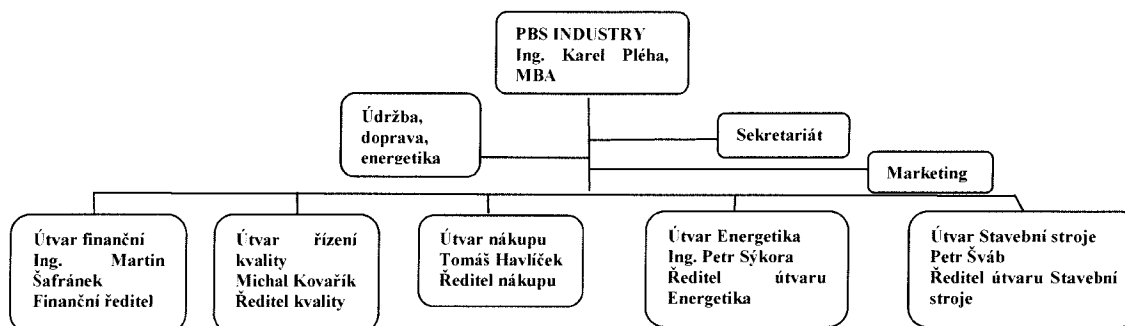 PBS INDUSTRY
Ing. Karel Pléha,
MBA
Údržba,
doprava,
energetika
Sekretariát
Marketing
Útvar finanční
Ing. Martin
Šafránek
Finanční ředitel
Útvar řízení
kvality
Michal Kovařík
Ředitel kvality
Útvar nákupu
Tomáš Havlíček
Ředitel nákupu
Útvar Energetika
Ing. Petr Sýkora
Ředitel útvaru
Energetika
Útvar Stavební stroje
Petr Šváb
Ředitel útvaru Stavební
stroje